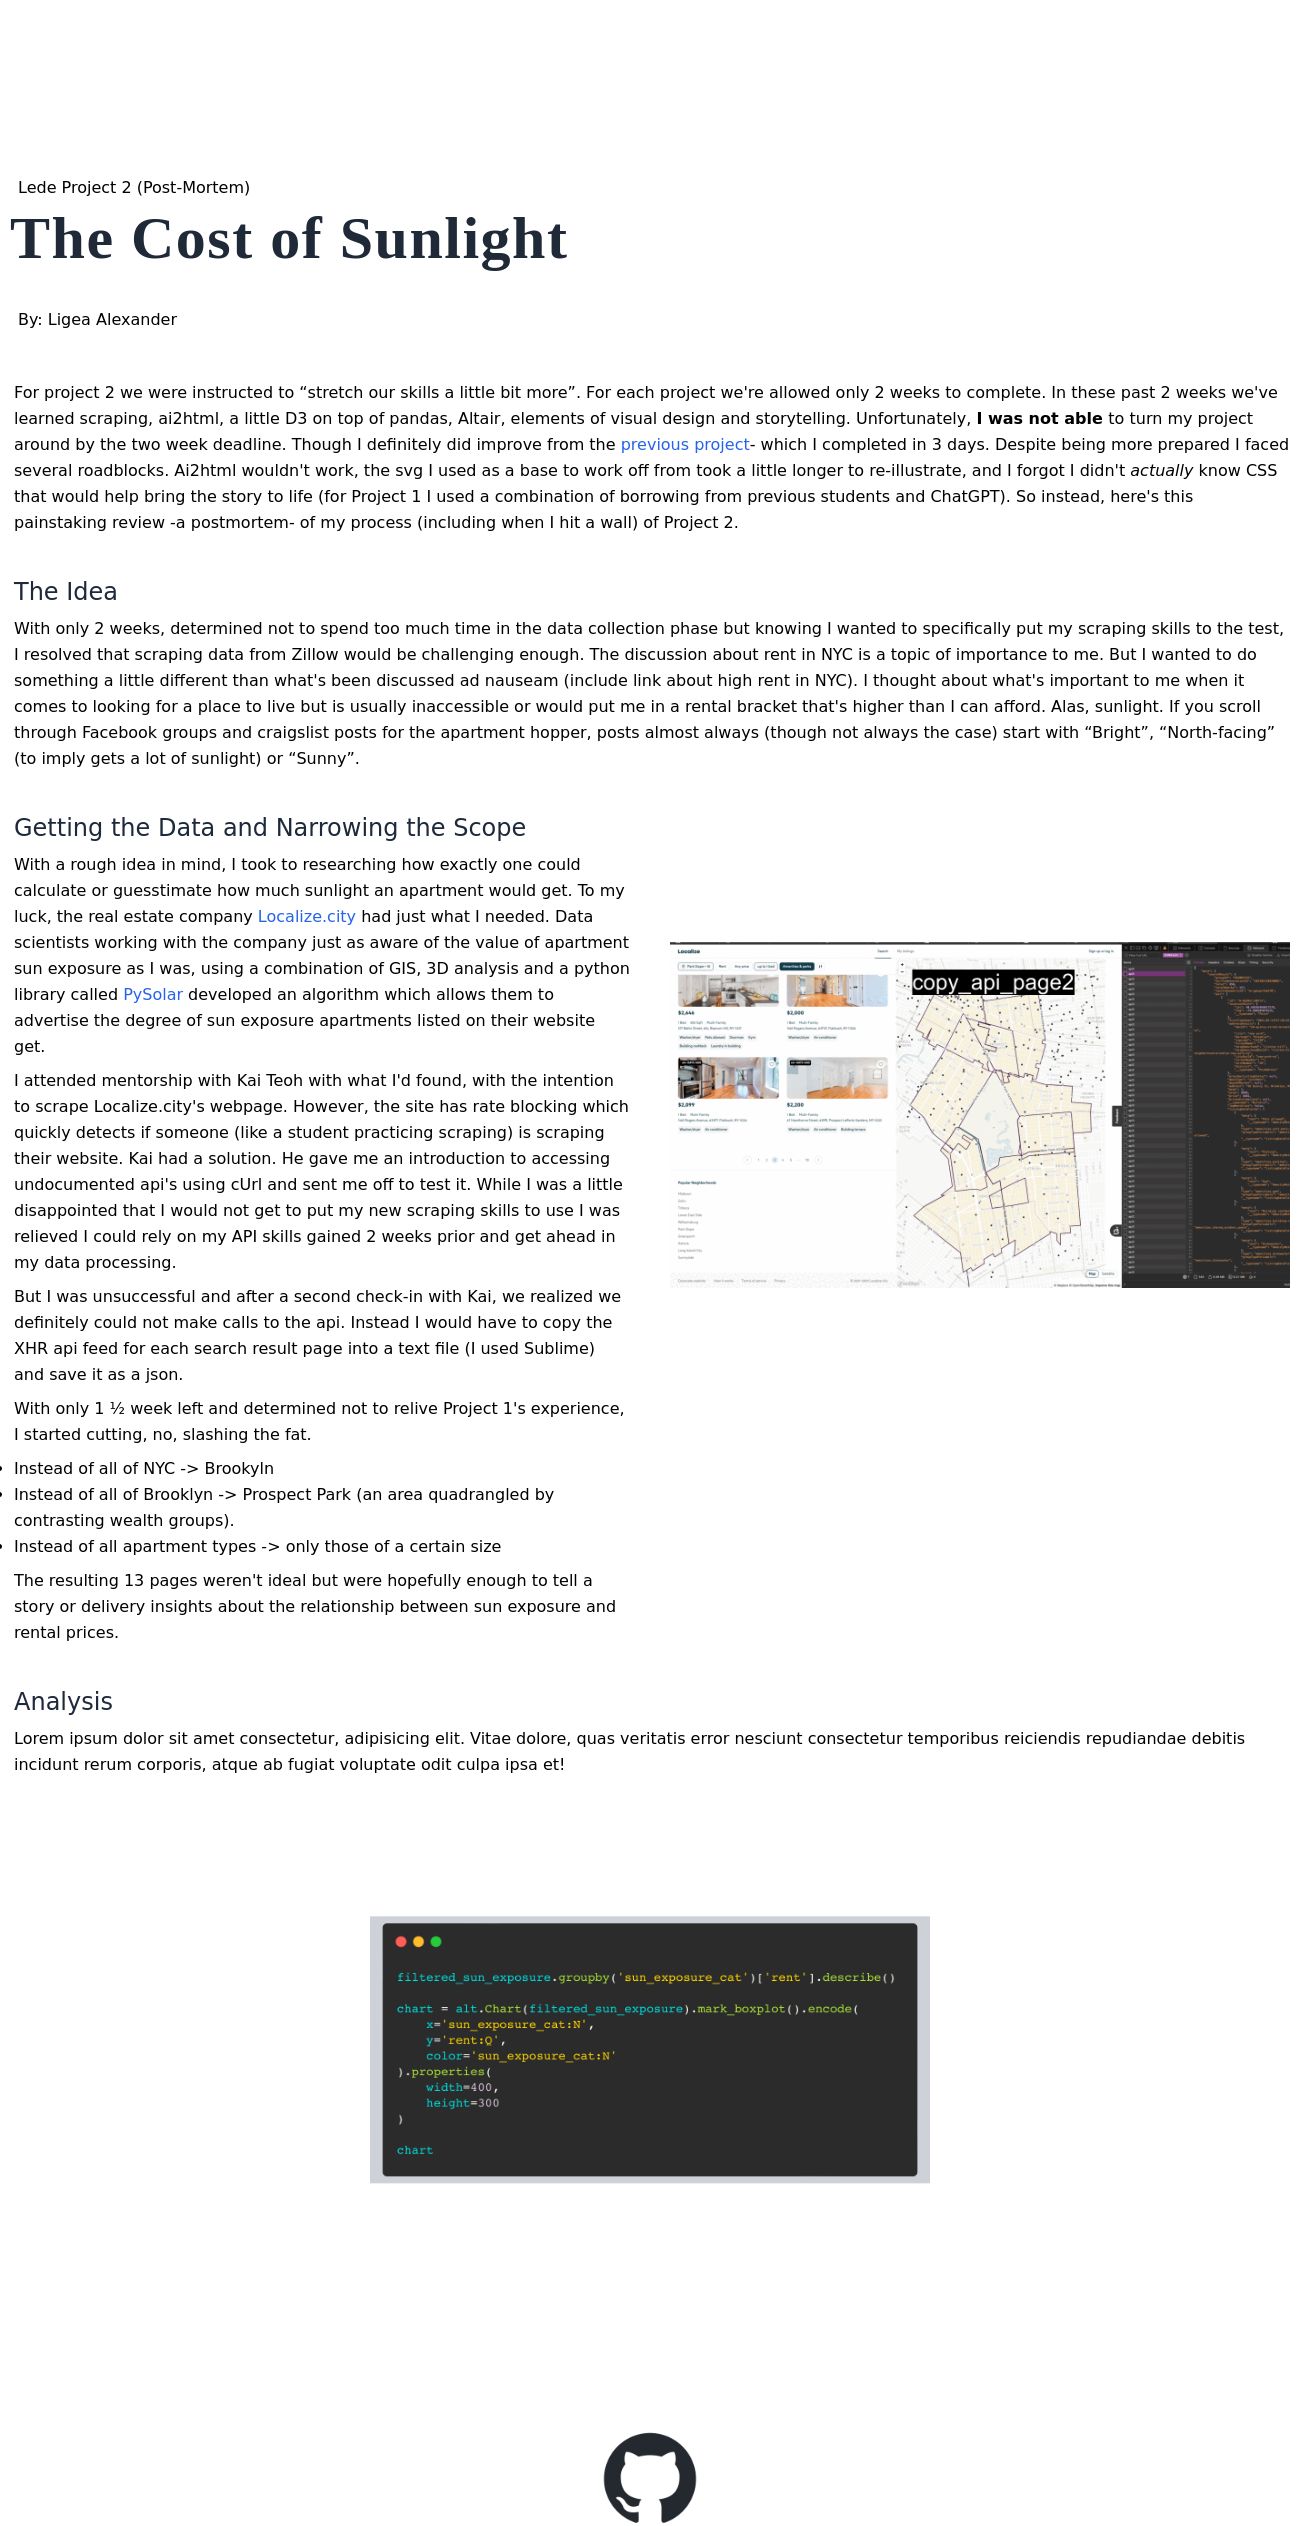 Lede Project 2 (Post-Mortem)
The Cost of Sunlight
By: Ligea Alexander
For project 2 we were instructed to “stretch our skills a little bit more”. For each project we're allowed only 2 weeks to complete. In these past 2 weeks we've
learned scraping, ai2html, a little D3 on top of pandas, Altair, elements of visual design and storytelling. Unfortunately, I was not able to turn my project
around by the two week deadline. Though I definitely did improve from the previous project- which I completed in 3 days. Despite being more prepared I faced
several roadblocks. Ai2html wouldn't work, the svg I used as a base to work off from took a little longer to re-illustrate, and I forgot I didn't actually know CSS
that would help bring the story to life (for Project 1 I used a combination of borrowing from previous students and ChatGPT). So instead, here's this
painstaking review -a postmortem- of my process (including when I hit a wall) of Project 2.
The Idea
With only 2 weeks, determined not to spend too much time in the data collection phase but knowing I wanted to specifically put my scraping skills to the test,
I resolved that scraping data from Zillow would be challenging enough. The discussion about rent in NYC is a topic of importance to me. But I wanted to do
something a little different than what's been discussed ad nauseam (include link about high rent in NYC). I thought about what's important to me when it
comes to looking for a place to live but is usually inaccessible or would put me in a rental bracket that's higher than I can afford. Alas, sunlight. If you scroll
through Facebook groups and craigslist posts for the apartment hopper, posts almost always (though not always the case) start with “Bright”, “North-facing”
(to imply gets a lot of sunlight) or “Sunny”.
Getting the Data and Narrowing the Scope
With a rough idea in mind, I took to researching how exactly one could
calculate or guesstimate how much sunlight an apartment would get. To my
luck, the real estate company Localize.city had just what I needed. Data
scientists working with the company just as aware of the value of apartment
sun exposure as I was, using a combination of GIS, 3D analysis and a python
library called PySolar developed an algorithm which allows them to
advertise the degree of sun exposure apartments listed on their website
get.
I attended mentorship with Kai Teoh with what I'd found, with the intention
to scrape Localize.city's webpage. However, the site has rate blocking which
quickly detects if someone (like a student practicing scraping) is scraping
their website. Kai had a solution. He gave me an introduction to accessing
undocumented api's using cUrl and sent me off to test it. While I was a little
disappointed that I would not get to put my new scraping skills to use I was
relieved I could rely on my API skills gained 2 weeks prior and get ahead in
my data processing.
But I was unsuccessful and after a second check-in with Kai, we realized we
definitely could not make calls to the api. Instead I would have to copy the
XHR api feed for each search result page into a text file (I used Sublime)
and save it as a json.
With only 1 ½ week left and determined not to relive Project 1's experience,
I started cutting, no, slashing the fat.
• Instead of all of NYC -> Brookyln
• Instead of all of Brooklyn -> Prospect Park (an area quadrangled by
contrasting wealth groups).
• Instead of all apartment types -> only those of a certain size
The resulting 13 pages weren't ideal but were hopefully enough to tell a
story or delivery insights about the relationship between sun exposure and
rental prices.
Localize
copy_api_page2
$2,646
$2,000
$2,099
$2,200
Popular Neighborhoods
Analysis
Lorem ipsum dolor sit amet consectetur, adipisicing elit. Vitae dolore, quas veritatis error nesciunt consectetur temporibus reiciendis repudiandae debitis
incidunt rerum corporis, atque ab fugiat voluptate odit culpa ipsa et!
filtered_sun_exposure.groupby('sun_exposure_cat')['rent'].describe()
chart = alt.Chart(filtered_sun_exposure).mark_boxplot().encode(
x='sun_exposure_cat:N',
y='rent:Q',
color='sun_exposure_cat:N'
).properties(
width=400,
height=300
)
chart